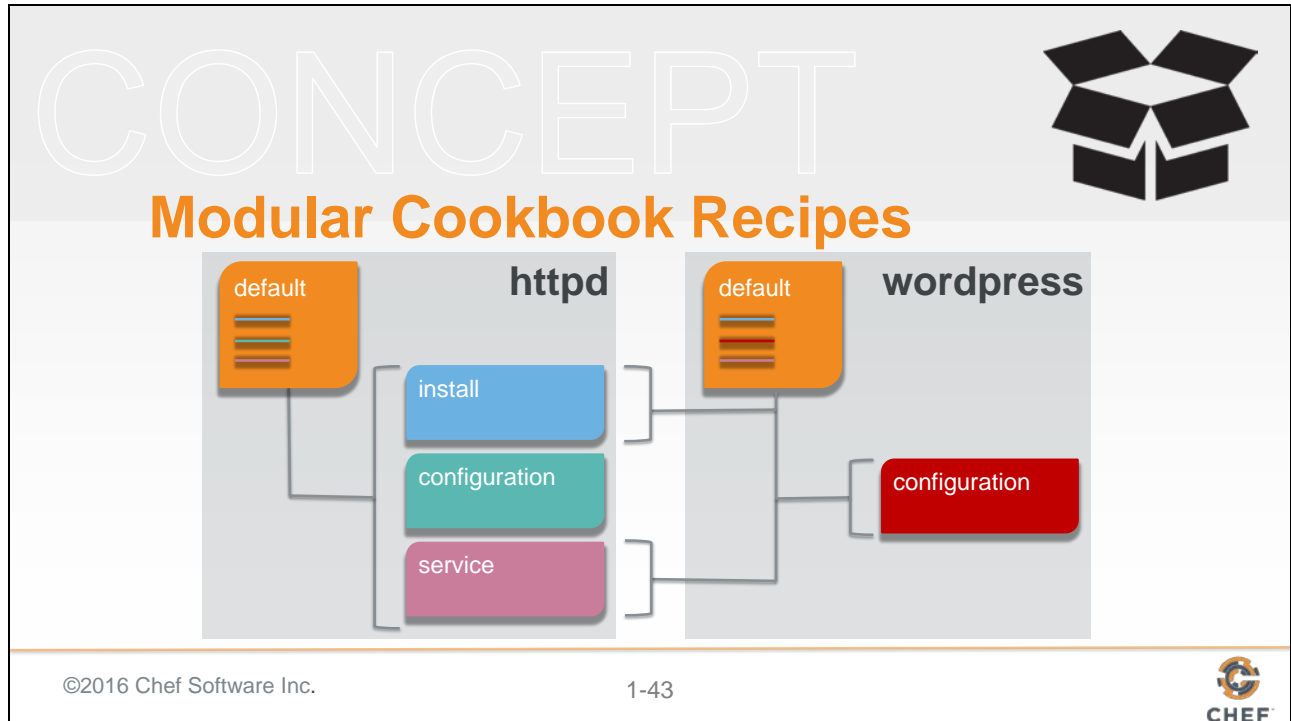 CONCEPT
Modular Cookbook Recipes
default
httpd
install
configuration
service
default
wordpress
configuration
©2016 Chef Software Inc.
1-43
CHEF